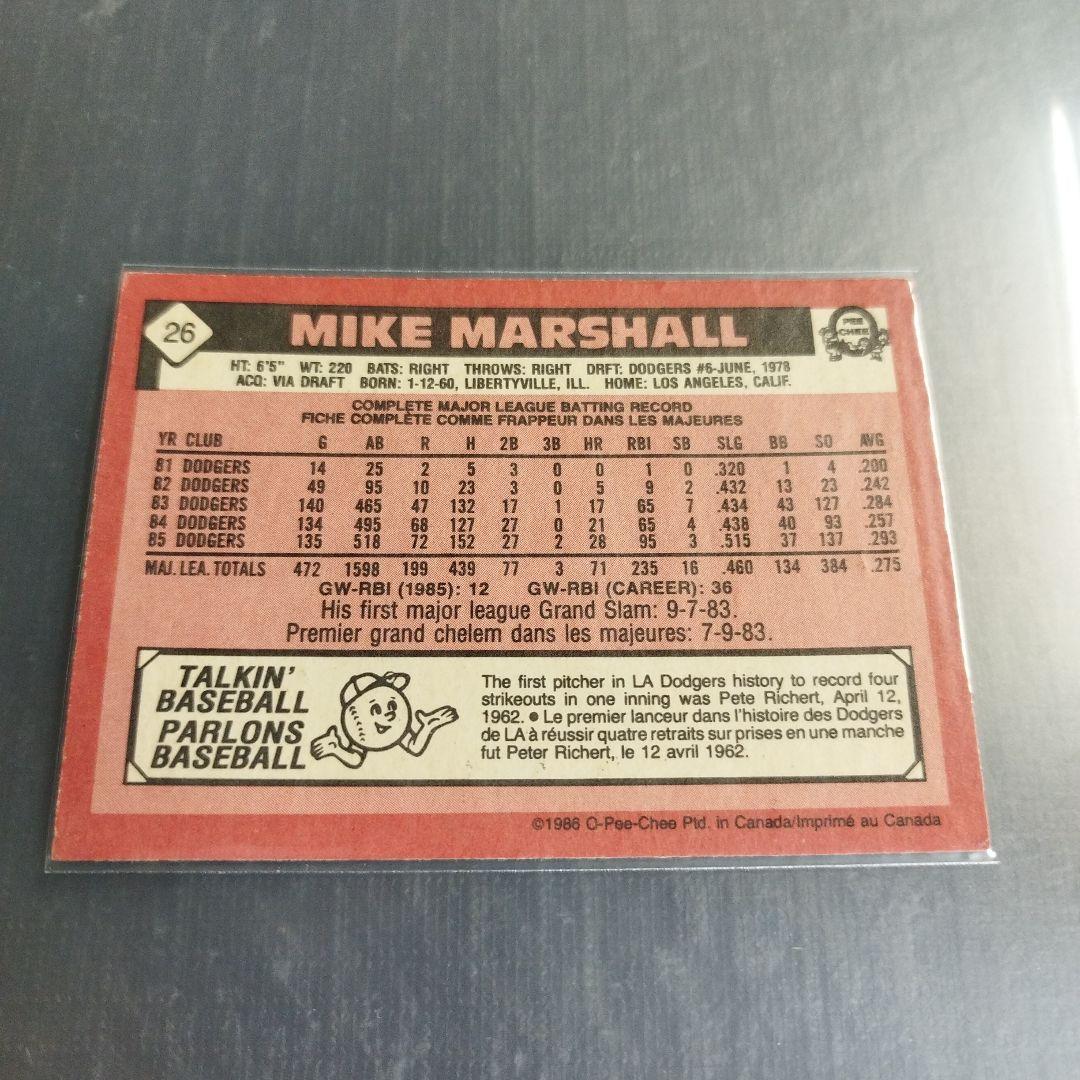 26
MIKE MARSHALL
PEE
CHEE
HT: 6'5" WT: 220 BATS: RIGHT THROWS: RIGHT DRFT: DODGERS #6-JUNE, 1978
ACQ: VIA DRAFT BORN: 1-12-60, LIBERTYVILLE, ILL. HOME: LOS ANGELES, CALIF.
COMPLETE MAJOR LEAGUE BATTING RECORD
FICHE COMPLÈTE COMME FRAPPEUR DANS LES MAJEURES
YR CLUB G AB R H 2B 3B HR RBI SB SLG BB SO AVG
81 DODGERS 14 25 2 5 3 0 0 1 0 .320 1 4 .200
82 DODGERS 49 95 10 23 3 0 5 9 2 .432 13 23 .242
83 DODGERS 140 465 47 132 17 1 17 65 7 .434 43 127 .284
84 DODGERS 134 495 68 127 27 0 21 65 4 .438 40 93 .257
85 DODGERS 135 518 72 152 27 2 28 95 3 .515 37 137 .293
MAJ. LEA. TOTALS 472 1598 199 439 77 3 71 235 16 .460 134 384 .275
GW-RBI (1985): 12 GW-RBI (CAREER): 36
His first major league Grand Slam: 9-7-83.
Premier grand chelem dans les majeures: 7-9-83.
TALKIN'
BASEBALL
PARLONS
BASEBALL
The first pitcher in LA Dodgers history to record four
strikeouts in one inning was Pete Richert, April 12,
1962. • Le premier lanceur dans l'histoire des Dodgers
de LA à réussir quatre retraits sur prises en une manche
fut Peter Richert, le 12 avril 1962.
©1986 O-Pee-Chee Ptd. in Canada/Imprimé au Canada